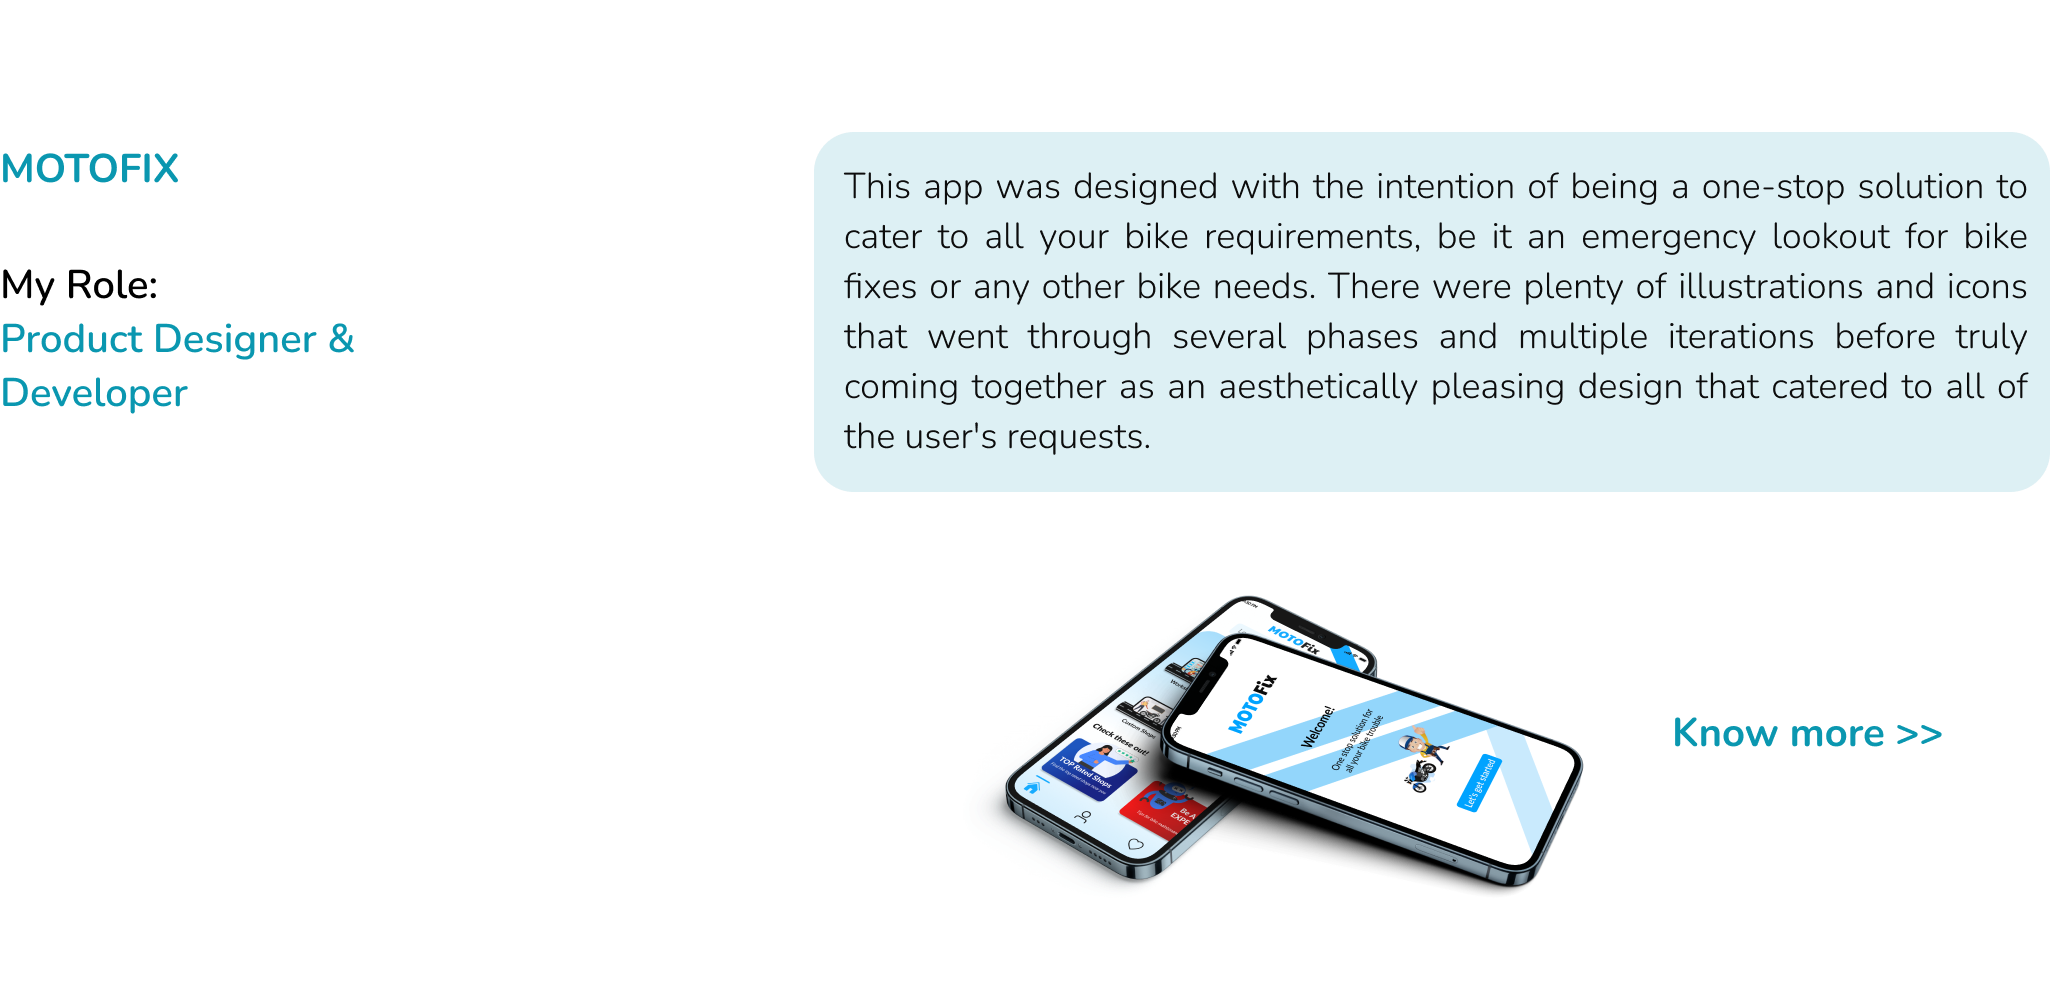 MOTOFIX
My Role:
Product Designer &
Developer
This app was designed with the intention of being a one-stop solution to
cater to all your bike requirements, be it an emergency lookout for bike
fixes or any other bike needs. There were plenty of illustrations and icons
that went through several phases and multiple iterations before truly
coming together as an aesthetically pleasing design that catered to all of
the user's requests.
MOTOFix
Custom Shops
Check these out!
TOP Rated Shops
Be A
EXPE
MOTOFix
Welcome!
One stop solution for
all your bike trouble
Let's get started
Know more >>